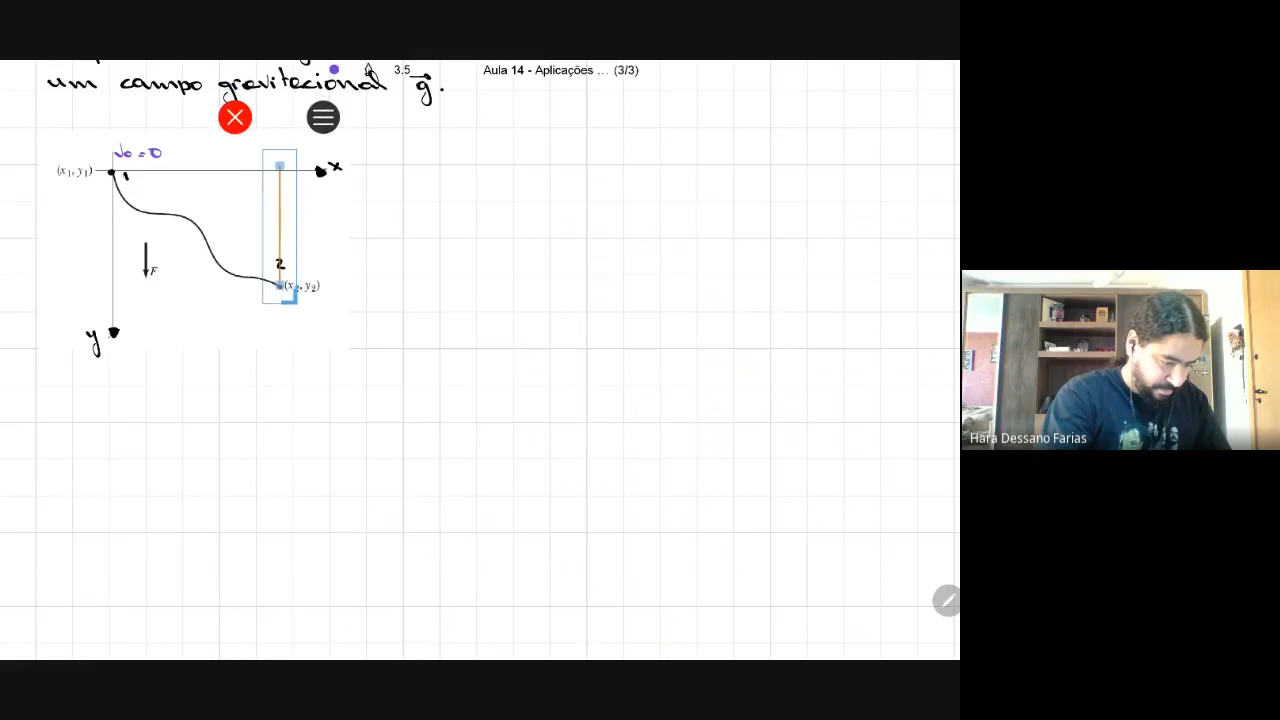 3.5 Aula 14 - Aplicações ... (3/3)
um campo gravitacional g⃗.
v₀ = 0
(x₁, y₁)
1
x
2
F
(x₂, y₂)
y
Hara Dessano Farias